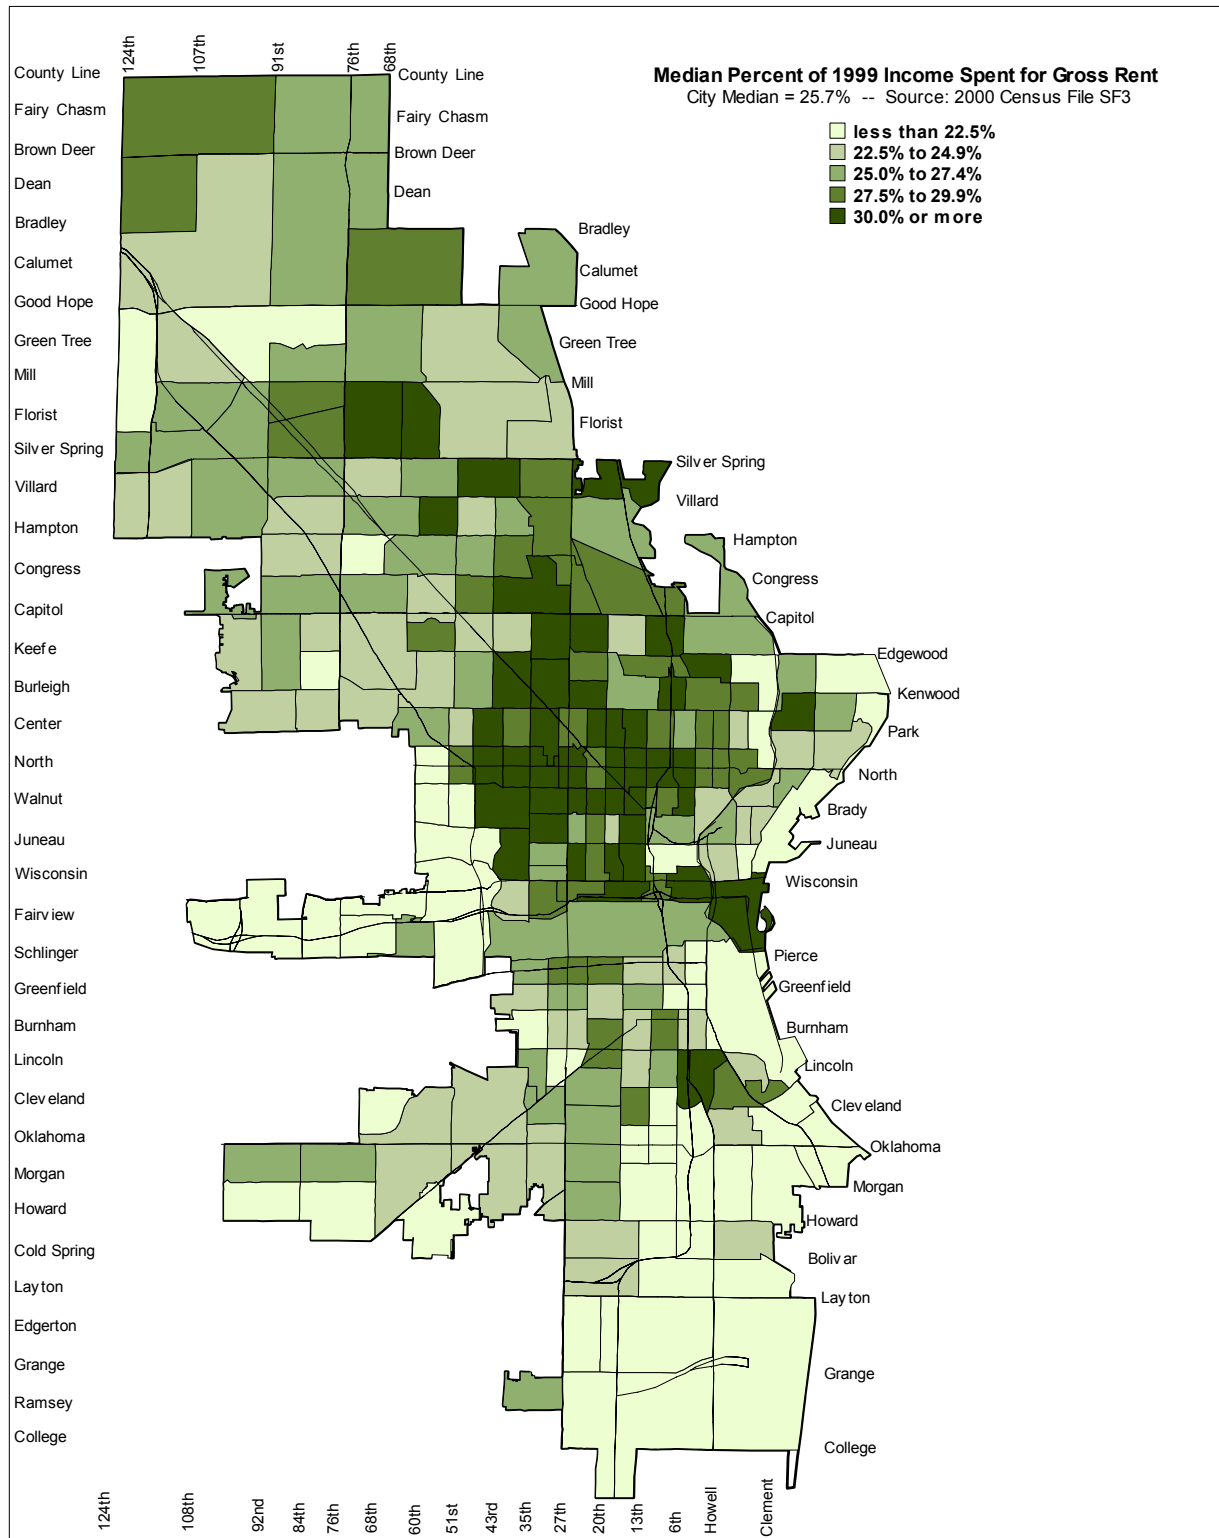 124th
107th
91st
76th
68th
Median Percent of 1999 Income Spent for Gross Rent
City Median = 25.7% -- Source: 2000 Census File SF3
less than 22.5%
22.5% to 24.9%
25.0% to 27.4%
27.5% to 29.9%
30.0% or more
County Line
Fairy Chasm
Brown Deer
Dean
Bradley
Calumet
Good Hope
Green Tree
Mill
Florist
Silver Spring
Villard
Hampton
Congress
Capitol
Keefe
Burleigh
Center
North
Walnut
Juneau
Wisconsin
Fairview
Schlinger
Greenfield
Burnham
Lincoln
Cleveland
Oklahoma
Morgan
Howard
Cold Spring
Layton
Edgerton
Grange
Ramsey
College
County Line
Fairy Chasm
Brown Deer
Dean
Bradley
Calumet
Good Hope
Green Tree
Mill
Florist
Silver Spring
Villard
Hampton
Congress
Capitol
Edgewood
Kenwood
Park
North
Brady
Juneau
Wisconsin
Pierce
Greenfield
Burnham
Lincoln
Cleveland
Oklahoma
Morgan
Howard
Bolivar
Layton
Grange
College
124th
108th
92nd
84th
76th
68th
60th
51st
43rd
35th
27th
20th
13th
6th
Howell
Clement